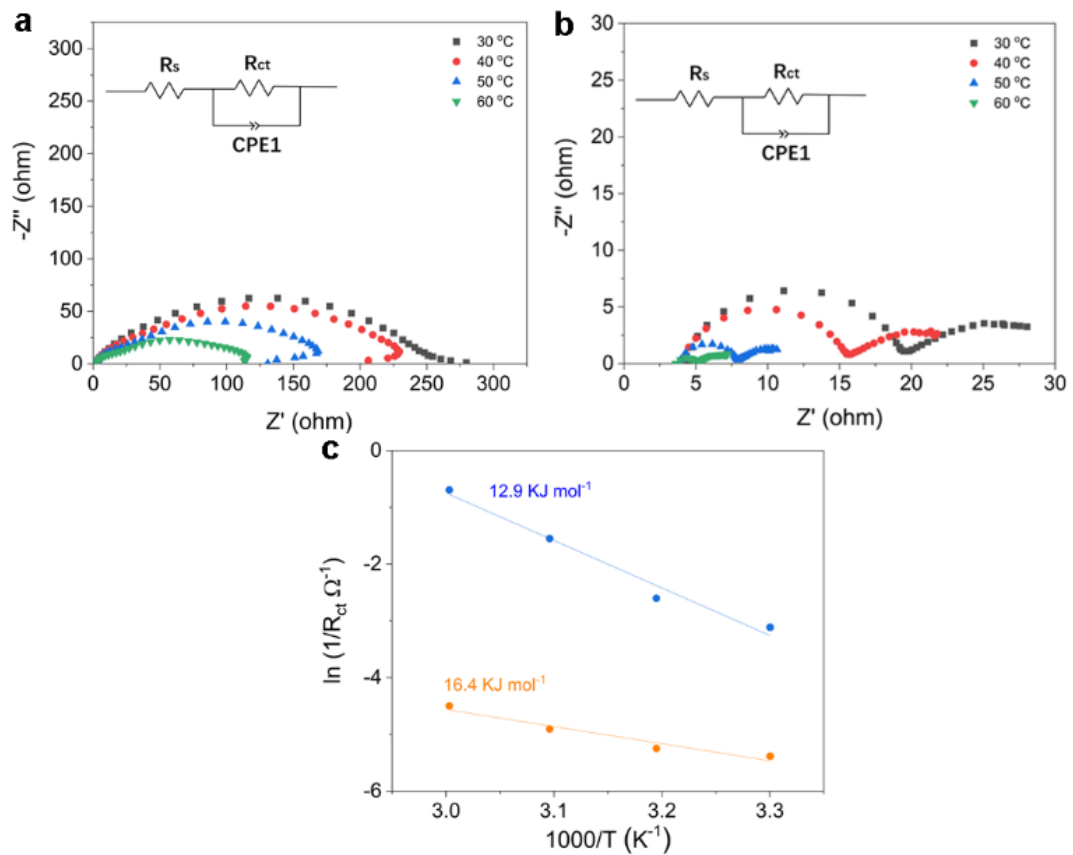 a
300
250
200
150
100
50
0
-Z" (ohm)
0 50 100 150 200 250 300
Z' (ohm)
Rs
Rct
CPE1
30 ºC
40 ºC
50 ºC
60 ºC
b
30
25
20
15
10
5
0
-Z" (ohm)
0 5 10 15 20 25 30
Z' (ohm)
Rs
Rct
CPE1
30 ºC
40 ºC
50 ºC
60 ºC
c
0
-2
-4
-6
ln (1/Rct Ω⁻¹)
12.9 KJ mol⁻¹
16.4 KJ mol⁻¹
3.0 3.1 3.2 3.3
1000/T (K⁻¹)